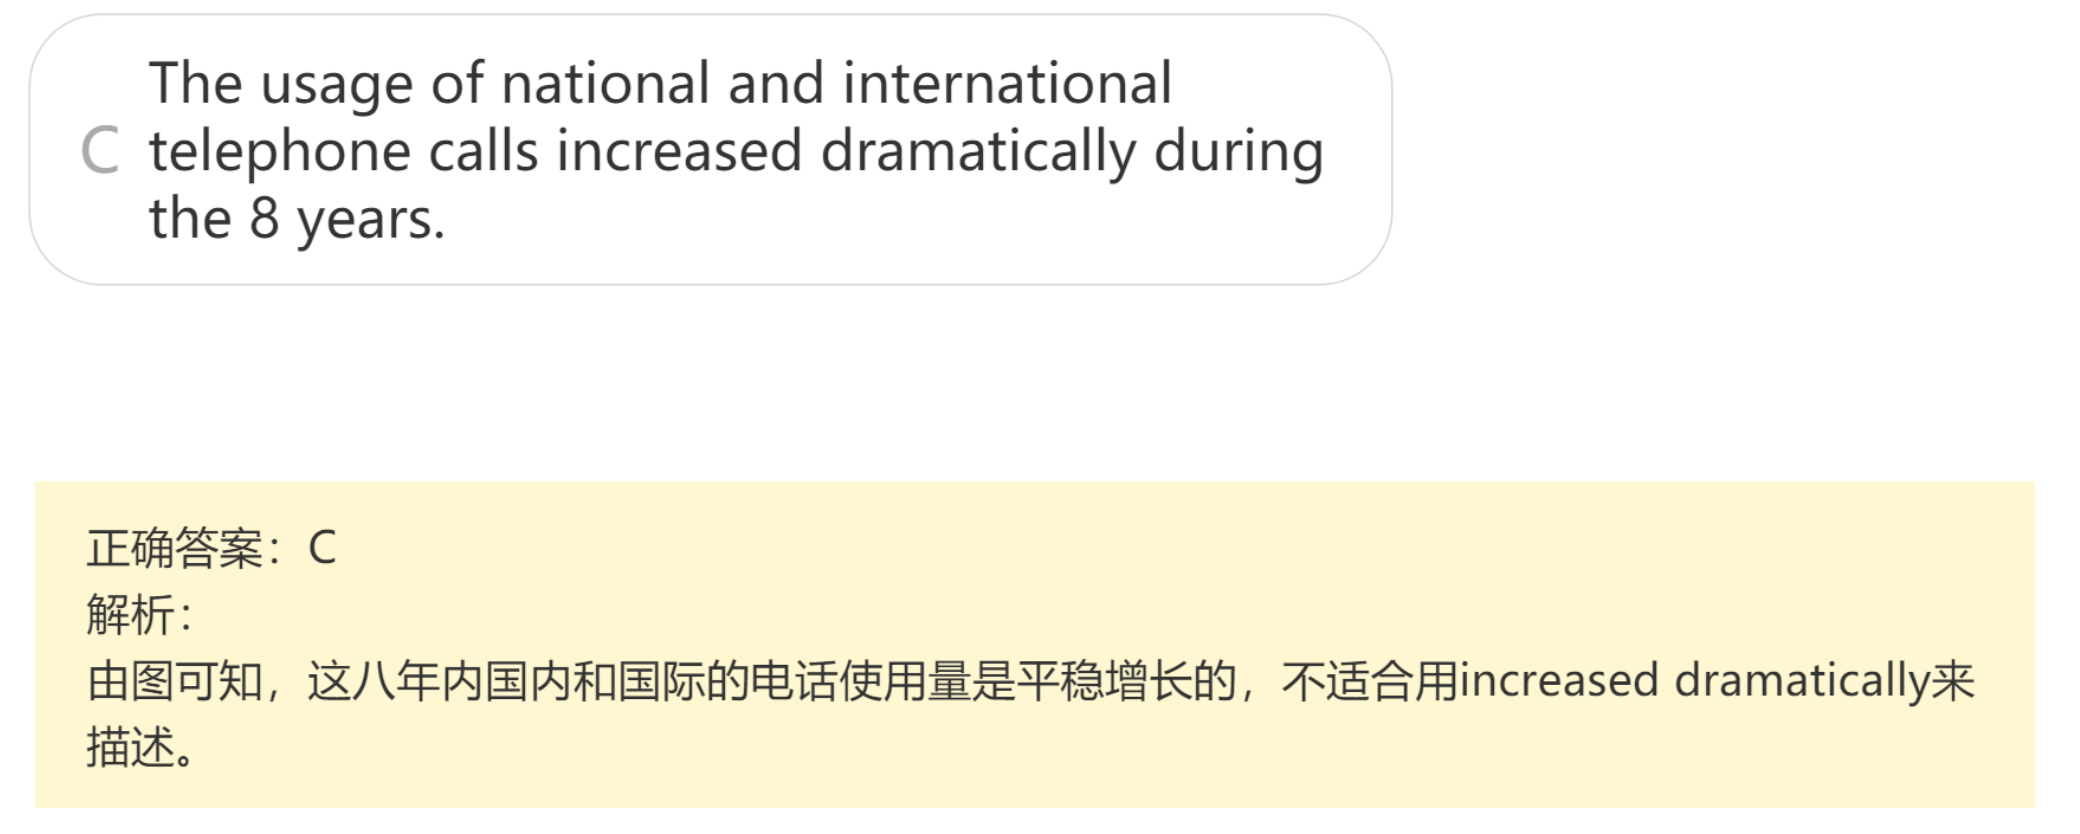 The usage of national and international
C telephone calls increased dramatically during
the 8 years.
正确答案：C
解析：
由图可知，这八年内国内和国际的电话使用量是平稳增长的，不适合用increased dramatically来
描述。